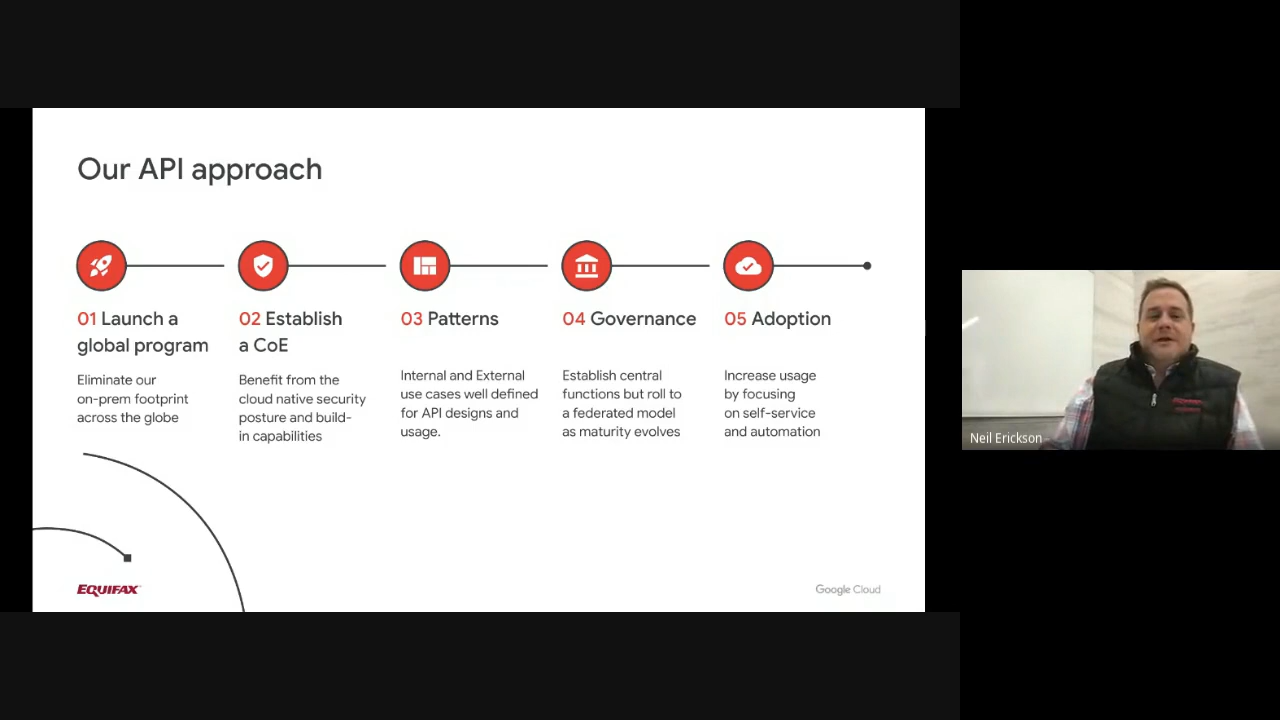 Our API approach
01 Launch a
global program
Eliminate our
on-prem footprint
across the globe
02 Establish
a CoE
Benefit from the
cloud native security
posture and build-
in capabilities
03 Patterns
Internal and External
use cases well defined
for API designs and
usage.
04 Governance
Establish central
functions but roll to
a federated model
as maturity evolves
05 Adoption
Increase usage
by focusing
on self-service
and automation
EQUIFAX
Google Cloud
Neil Erickson